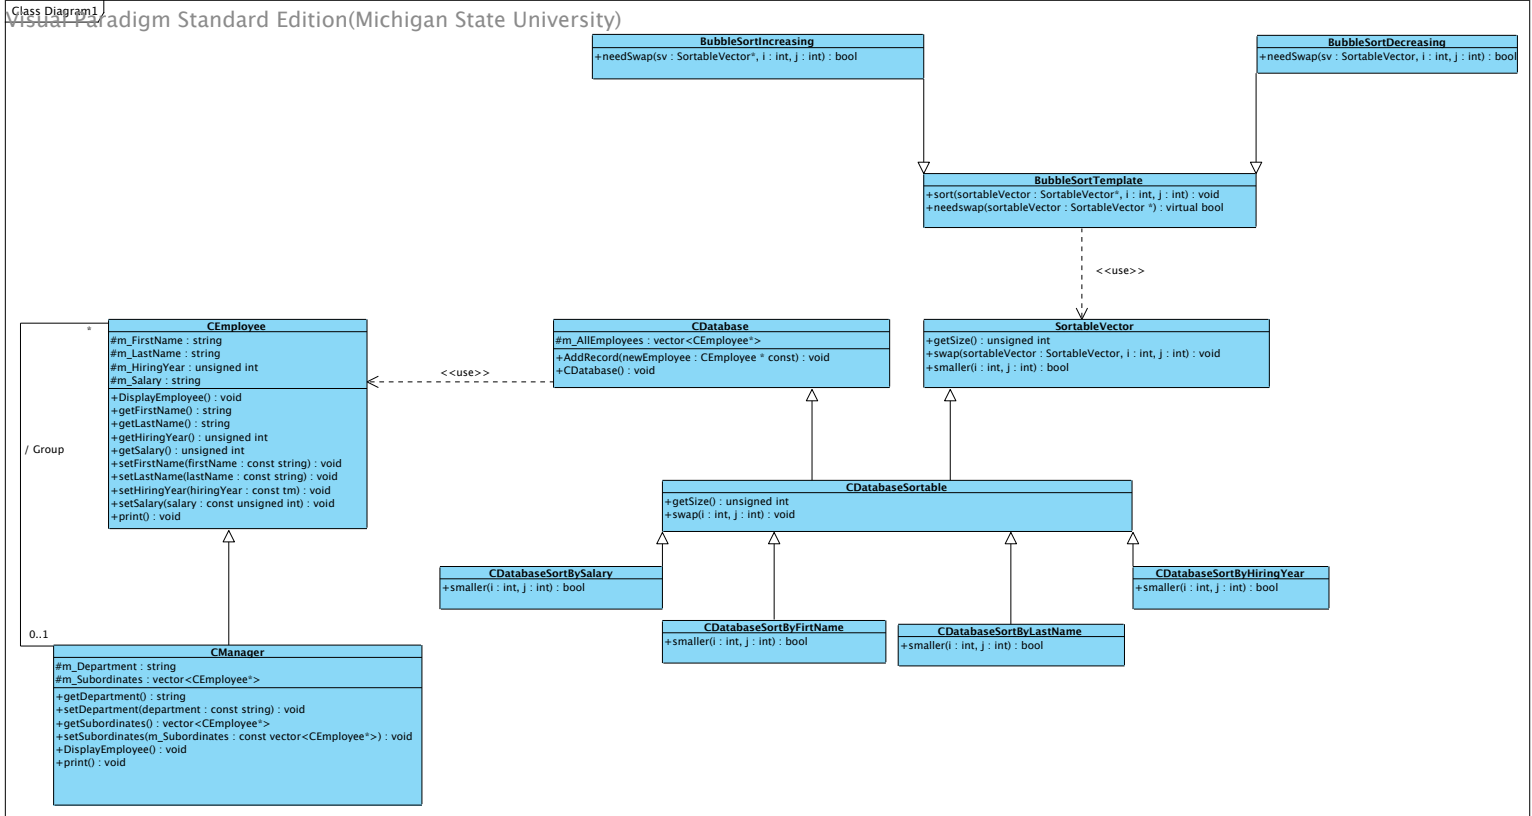 Class Diagram1
Visual Paradigm Standard Edition(Michigan State University)
BubbleSortIncreasing
+needSwap(sv : SortableVector*, i : int, j : int) : bool
BubbleSortDecreasing
+needSwap(sv : SortableVector, i : int, j : int) : bool
BubbleSortTemplate
+sort(sortableVector : SortableVector*, i : int, j : int) : void
+needswap(sortableVector : SortableVector *) : virtual bool
<<use>>
CEmployee
#m_FirstName : string
#m_LastName : string
#m_HiringYear : unsigned int
#m_Salary : string
+DisplayEmployee() : void
+getFirstName() : string
+getLastName() : string
+getHiringYear() : unsigned int
+getSalary() : unsigned int
+setFirstName(firstName : const string) : void
+setLastName(lastName : const string) : void
+setHiringYear(hiringYear : const tm) : void
+setSalary(salary : const unsigned int) : void
+print() : void
*
/ Group
0..1
<<use>>
CDatabase
#m_AllEmployees : vector<CEmployee*>
+AddRecord(newEmployee : CEmployee * const) : void
+CDatabase() : void
SortableVector
+getSize() : unsigned int
+swap(sortableVector : SortableVector, i : int, j : int) : void
+smaller(i : int, j : int) : bool
CDatabaseSortable
+getSize() : unsigned int
+swap(i : int, j : int) : void
CDatabaseSortBySalary
+smaller(i : int, j : int) : bool
CDatabaseSortByFirtName
+smaller(i : int, j : int) : bool
CDatabaseSortByLastName
+smaller(i : int, j : int) : bool
CDatabaseSortByHiringYear
+smaller(i : int, j : int) : bool
CManager
#m_Department : string
#m_Subordinates : vector<CEmployee*>
+getDepartment() : string
+setDepartment(department : const string) : void
+getSubordinates() : vector<CEmployee*>
+setSubordinates(m_Subordinates : const vector<CEmployee*>) : void
+DisplayEmployee() : void
+print() : void